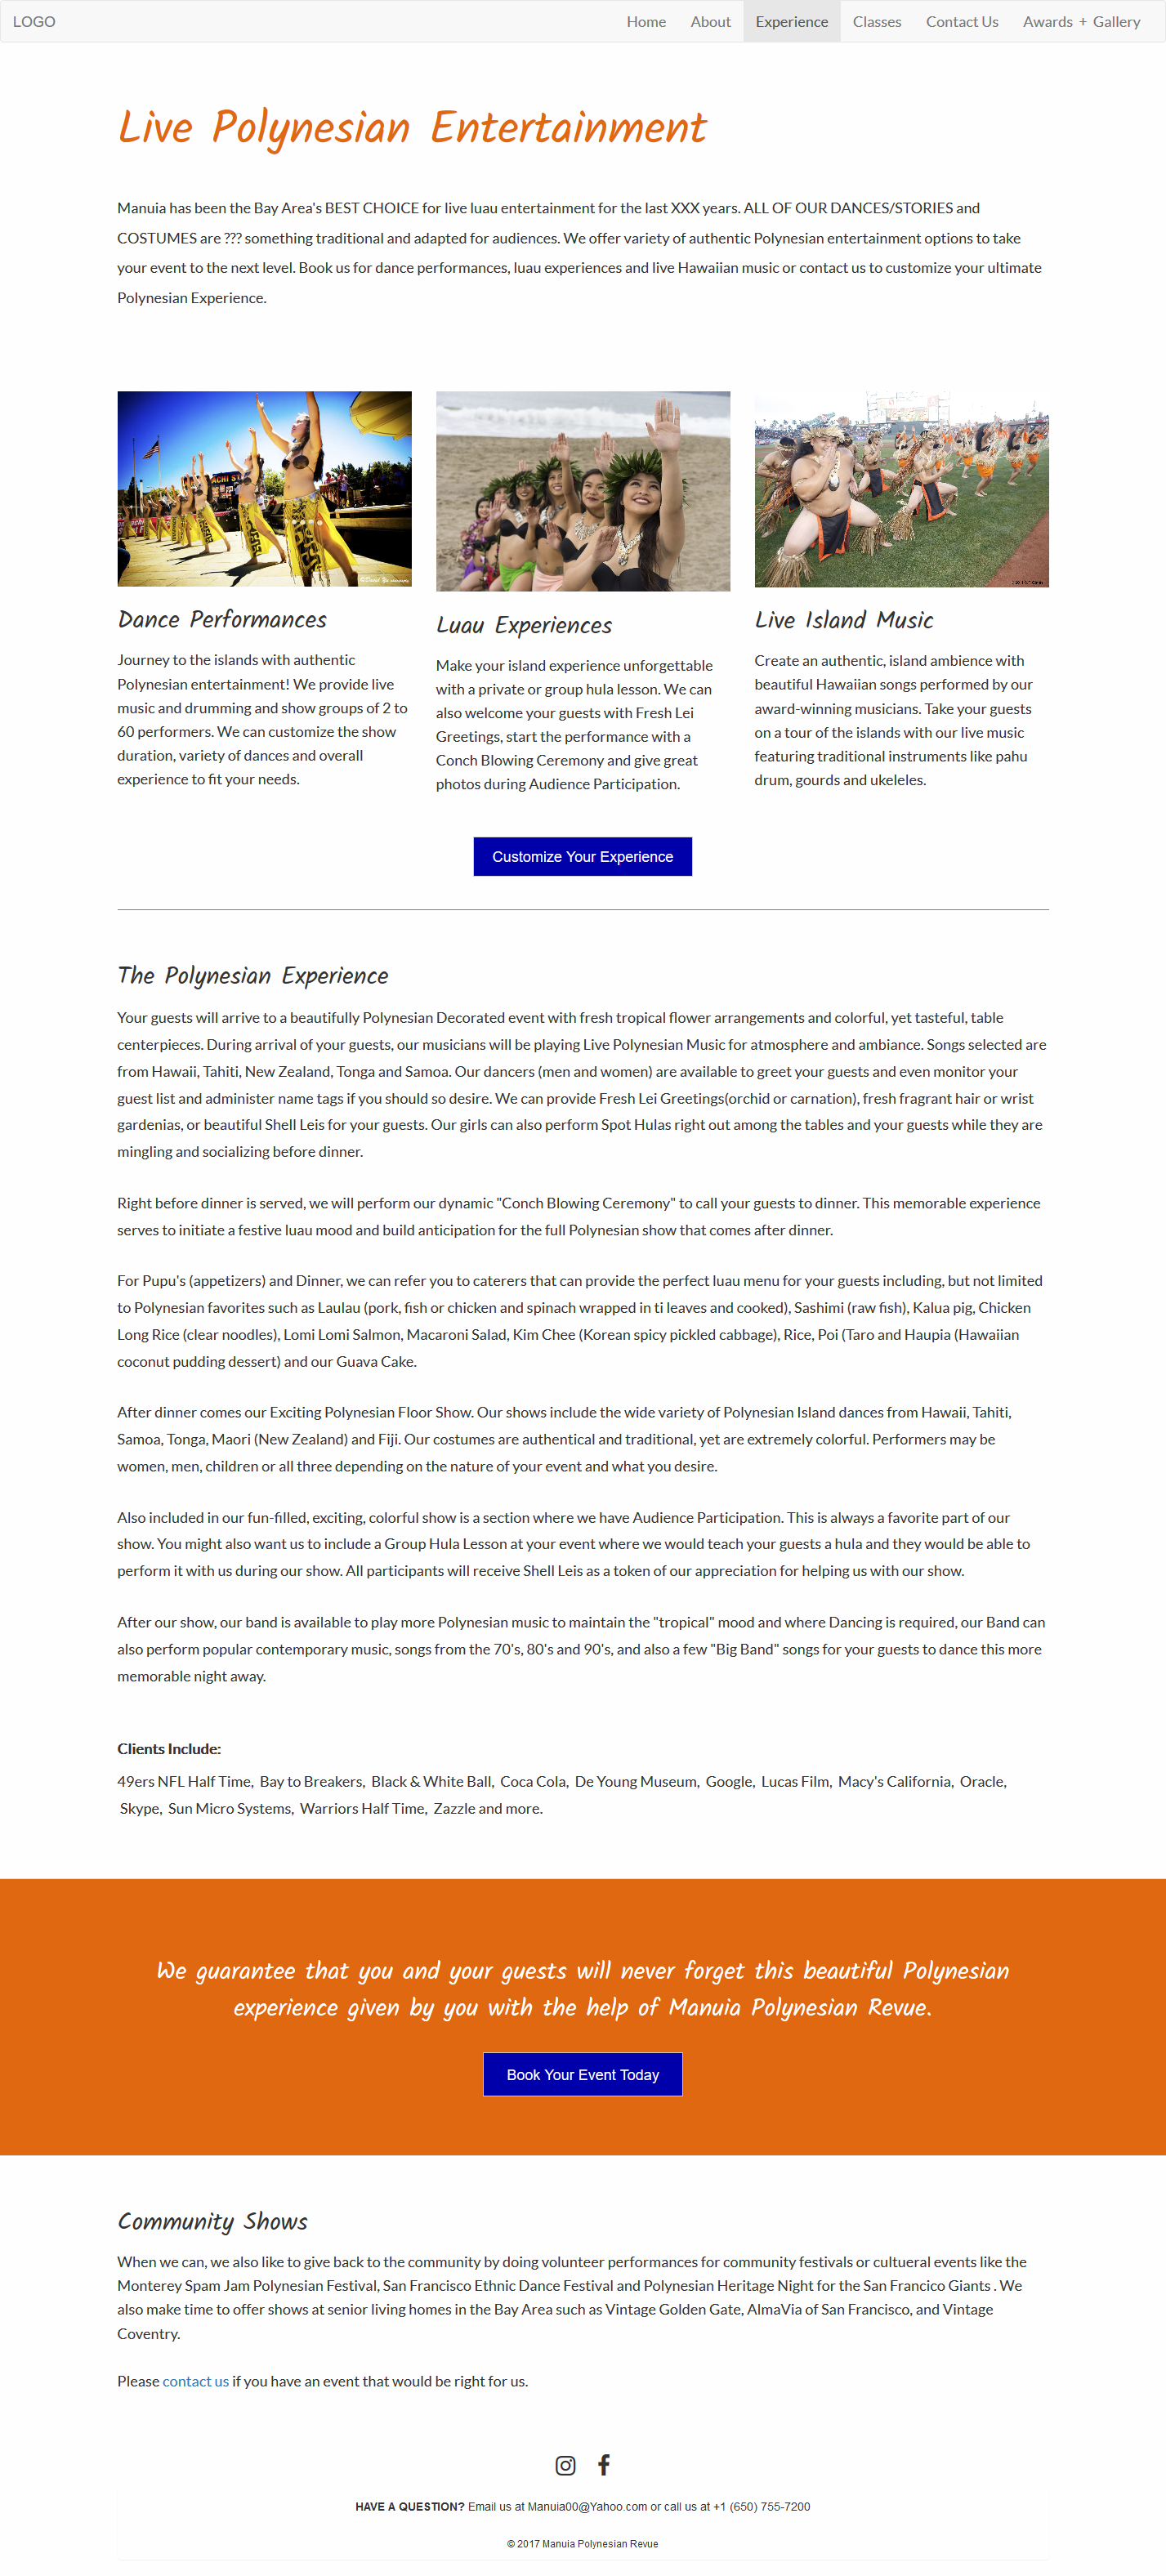 LOGO
Home About Experience Classes Contact Us Awards + Gallery
Live Polynesian Entertainment
Manuia has been the Bay Area's BEST CHOICE for live luau entertainment for the last XXX years. ALL OF OUR DANCES/STORIES and
COSTUMES are ??? something traditional and adapted for audiences. We offer variety of authentic Polynesian entertainment options to take
your event to the next level. Book us for dance performances, luau experiences and live Hawaiian music or contact us to customize your ultimate
Polynesian Experience.
Dance Performances
Journey to the islands with authentic
Polynesian entertainment! We provide live
music and drumming and show groups of 2 to
60 performers. We can customize the show
duration, variety of dances and overall
experience to fit your needs.
Luau Experiences
Make your island experience unforgettable
with a private or group hula lesson. We can
also welcome your guests with Fresh Lei
Greetings, start the performance with a
Conch Blowing Ceremony and give great
photos during Audience Participation.
Live Island Music
Create an authentic, island ambience with
beautiful Hawaiian songs performed by our
award-winning musicians. Take your guests
on a tour of the islands with our live music
featuring traditional instruments like pahu
drum, gourds and ukeleles.
Customize Your Experience
The Polynesian Experience
Your guests will arrive to a beautifully Polynesian Decorated event with fresh tropical flower arrangements and colorful, yet tasteful, table
centerpieces. During arrival of your guests, our musicians will be playing Live Polynesian Music for atmosphere and ambiance. Songs selected are
from Hawaii, Tahiti, New Zealand, Tonga and Samoa. Our dancers (men and women) are available to greet your guests and even monitor your
guest list and administer name tags if you should so desire. We can provide Fresh Lei Greetings(orchid or carnation), fresh fragrant hair or wrist
gardenias, or beautiful Shell Leis for your guests. Our girls can also perform Spot Hulas right out among the tables and your guests while they are
mingling and socializing before dinner.
Right before dinner is served, we will perform our dynamic "Conch Blowing Ceremony" to call your guests to dinner. This memorable experience
serves to initiate a festive luau mood and build anticipation for the full Polynesian show that comes after dinner.
For Pupu's (appetizers) and Dinner, we can refer you to caterers that can provide the perfect luau menu for your guests including, but not limited
to Polynesian favorites such as Laulau (pork, fish or chicken and spinach wrapped in ti leaves and cooked), Sashimi (raw fish), Kalua pig, Chicken
Long Rice (clear noodles), Lomi Lomi Salmon, Macaroni Salad, Kim Chee (Korean spicy pickled cabbage), Rice, Poi (Taro and Haupia (Hawaiian
coconut pudding dessert) and our Guava Cake.
After dinner comes our Exciting Polynesian Floor Show. Our shows include the wide variety of Polynesian Island dances from Hawaii, Tahiti,
Samoa, Tonga, Maori (New Zealand) and Fiji. Our costumes are authentical and traditional, yet are extremely colorful. Performers may be
women, men, children or all three depending on the nature of your event and what you desire.
Also included in our fun-filled, exciting, colorful show is a section where we have Audience Participation. This is always a favorite part of our
show. You might also want us to include a Group Hula Lesson at your event where we would teach your guests a hula and they would be able to
perform it with us during our show. All participants will receive Shell Leis as a token of our appreciation for helping us with our show.
After our show, our band is available to play more Polynesian music to maintain the "tropical" mood and where Dancing is required, our Band can
also perform popular contemporary music, songs from the 70's, 80's and 90's, and also a few "Big Band" songs for your guests to dance this more
memorable night away.
Clients Include:
49ers NFL Half Time, Bay to Breakers, Black & White Ball, Coca Cola, De Young Museum, Google, Lucas Film, Macy's California, Oracle,
Skype, Sun Micro Systems, Warriors Half Time, Zazzle and more.
We guarantee that you and your guests will never forget this beautiful Polynesian
experience given by you with the help of Manuia Polynesian Revue.
Book Your Event Today
Community Shows
When we can, we also like to give back to the community by doing volunteer performances for community festivals or cultueral events like the
Monterey Spam Jam Polynesian Festival, San Francisco Ethnic Dance Festival and Polynesian Heritage Night for the San Francico Giants . We
also make time to offer shows at senior living homes in the Bay Area such as Vintage Golden Gate, AlmaVia of San Francisco, and Vintage
Coventry.
Please contact us if you have an event that would be right for us.
HAVE A QUESTION? Email us at Manuia00@Yahoo.com or call us at +1 (650) 755-7200
© 2017 Manuia Polynesian Revue